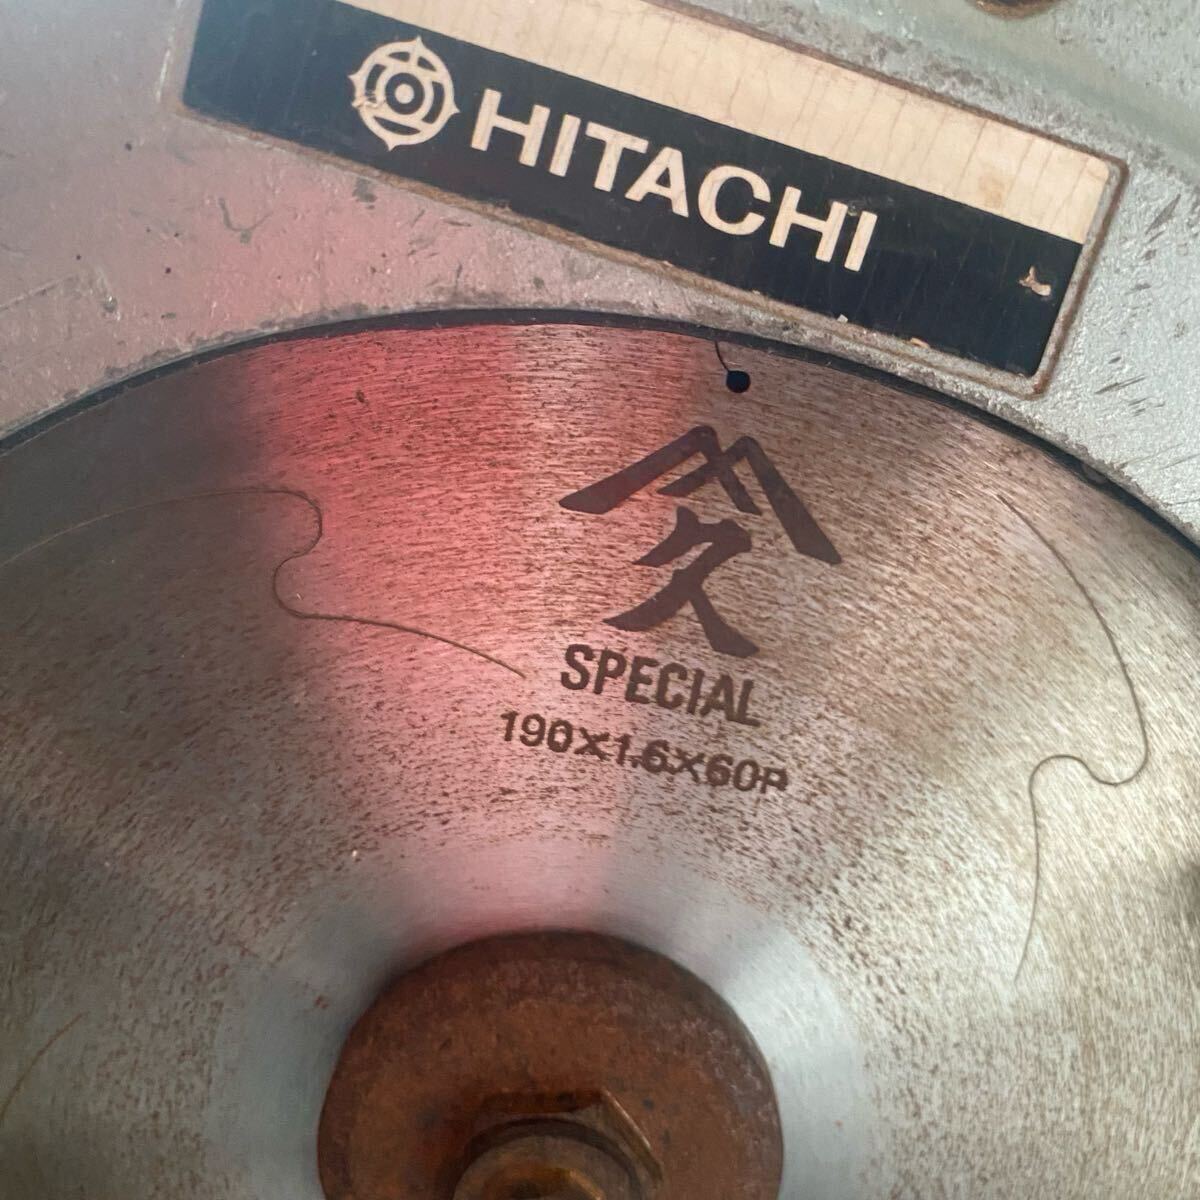 HITACHI
久
SPECIAL
190×1.6×60P